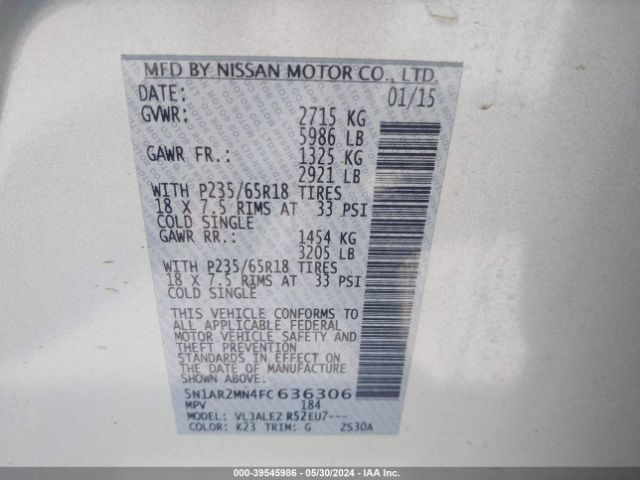 MFD BY NISSAN MOTOR CO., LTD.
DATE: 01/15
GVWR: 2715 KG
5986 LB
GAWR FR.: 1325 KG
2921 LB
WITH P235/65R18 TIRES
18 X 7.5 RIMS AT 33 PSI
COLD SINGLE
GAWR RR.: 1454 KG
3205 LB
WITH P235/65R18 TIRES
18 X 7.5 RIMS AT 33 PSI
COLD SINGLE
THIS VEHICLE CONFORMS TO
ALL APPLICABLE FEDERAL
MOTOR VEHICLE SAFETY AND
THEFT PREVENTION
STANDARDS IN EFFECT ON
THE DATE OF MANUFACTURE
SHOWN ABOVE.
5N1AR2MN4FC636306
MPV 184
MODEL: VLJALEZ R52EU7---
COLOR: K23 TRIM: G 2S30A
000-39545986 - 05/30/2024 - IAA Inc.